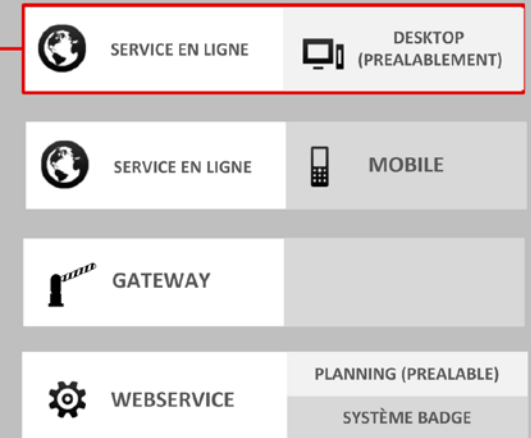 SERVICE EN LIGNE
DESKTOP
(PREALABLEMENT)
SERVICE EN LIGNE
MOBILE
GATEWAY
WEBSERVICE
PLANNING (PREALABLE)
SYSTÈME BADGE